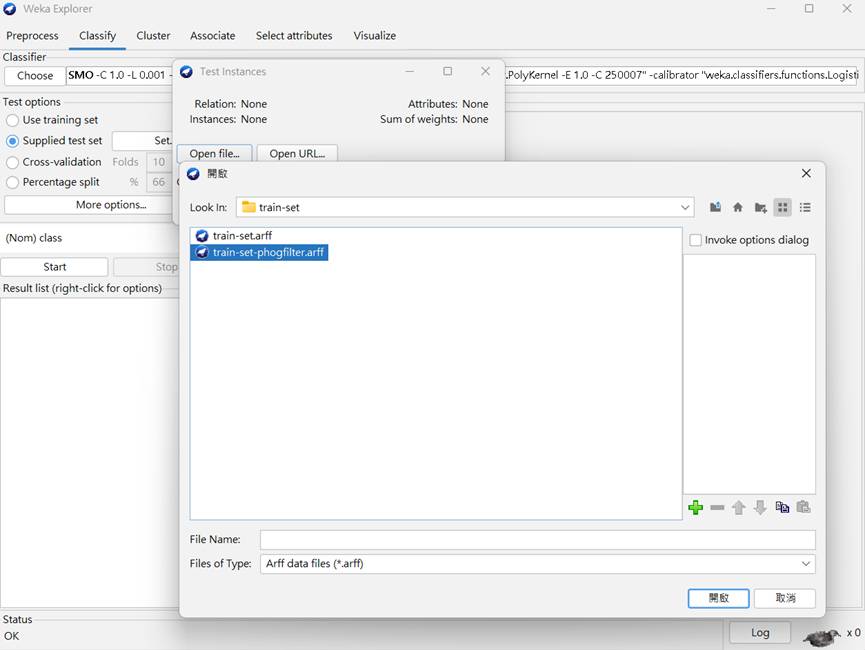 Weka Explorer
Preprocess Classify Cluster Associate Select attributes Visualize
Classifier
Choose SMO -C 1.0 -L 0.001 - .PolyKernel -E 1.0 -C 250007" -calibrator "weka.classifiers.functions.Logisti
Test options
Use training set
Supplied test set Set.
Cross-validation Folds 10
Percentage split % 66
More options...
(Nom) class
Start Stop
Result list (right-click for options)
Test Instances
Relation: None Attributes: None
Instances: None Sum of weights: None
Open file... Open URL...
開啟
Look In: train-set
train-set.arff
train-set-phogfilter.arff
Invoke options dialog
File Name:
Files of Type: Arff data files (*.arff)
開啟 取消
Status
OK
Log x 0